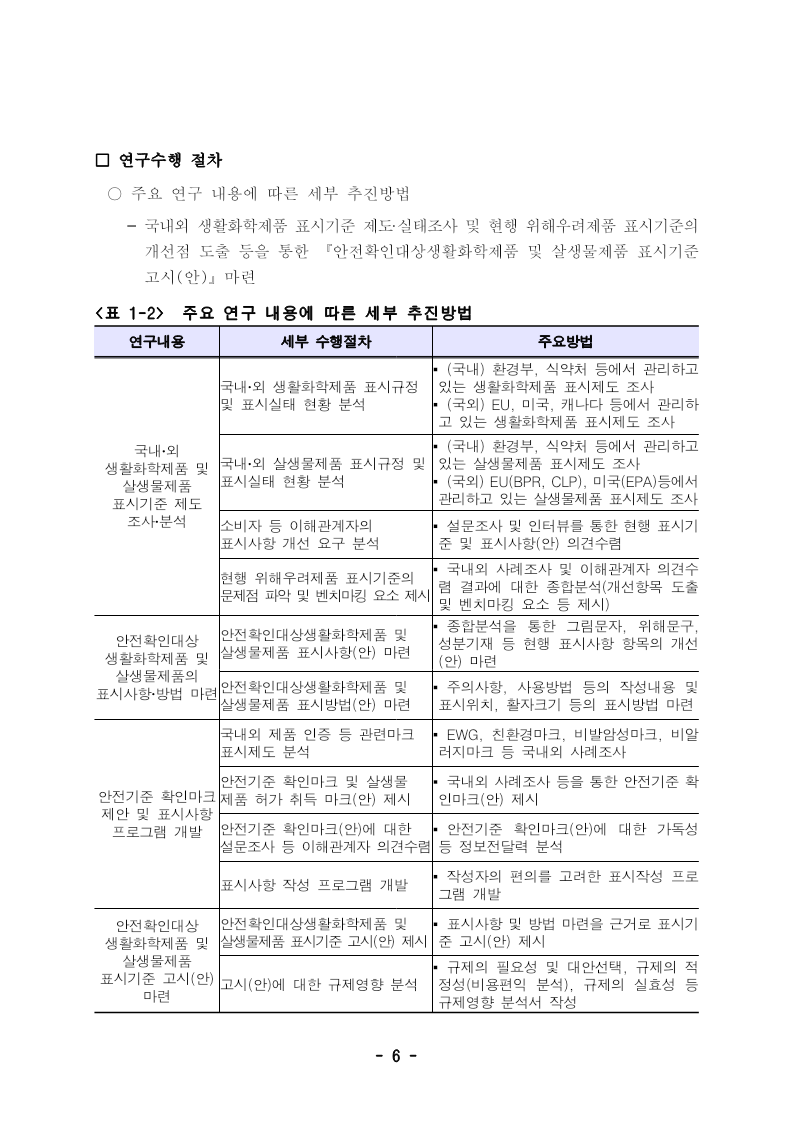 □ 연구수행 절차
○ 주요 연구 내용에 따른 세부 추진방법
- 국내외 생활화학제품 표시기준 제도·실태조사 및 현행 위해우려제품 표시기준의
개선점 도출 등을 통한 『안전확인대상생활화학제품 및 살생물제품 표시기준
고시(안)』 마련
<표 1-2> 주요 연구 내용에 따른 세부 추진방법
연구내용 세부 수행절차 주요방법
국내·외
생활화학제품 및
살생물제품
표시기준 제도
조사·분석
국내·외 생활화학제품 표시규정
및 표시실태 현황 분석
▪ (국내) 환경부, 식약처 등에서 관리하고
있는 생활화학제품 표시제도 조사
▪ (국외) EU, 미국, 캐나다 등에서 관리하
고 있는 생활화학제품 표시제도 조사
국내·외 살생물제품 표시규정 및
표시실태 현황 분석
▪ (국내) 환경부, 식약처 등에서 관리하고
있는 살생물제품 표시제도 조사
▪ (국외) EU(BPR, CLP), 미국(EPA)등에서
관리하고 있는 살생물제품 표시제도 조사
소비자 등 이해관계자의
표시사항 개선 요구 분석
▪ 설문조사 및 인터뷰를 통한 현행 표시기
준 및 표시사항(안) 의견수렴
현행 위해우려제품 표시기준의
문제점 파악 및 벤치마킹 요소 제시
▪ 국내외 사례조사 및 이해관계자 의견수
렴 결과에 대한 종합분석(개선항목 도출
및 벤치마킹 요소 등 제시)
안전확인대상
생활화학제품 및
살생물제품의
표시사항·방법 마련
안전확인대상생활화학제품 및
살생물제품 표시사항(안) 마련
▪ 종합분석을 통한 그림문자, 위해문구,
성분기재 등 현행 표시사항 항목의 개선
(안) 마련
안전확인대상생활화학제품 및
살생물제품 표시방법(안) 마련
▪ 주의사항, 사용방법 등의 작성내용 및
표시위치, 활자크기 등의 표시방법 마련
안전기준 확인마크
제안 및 표시사항
프로그램 개발
국내외 제품 인증 등 관련마크
표시제도 분석
▪ EWG, 친환경마크, 비발암성마크, 비알
러지마크 등 국내외 사례조사
안전기준 확인마크 및 살생물
제품 허가 취득 마크(안) 제시
▪ 국내외 사례조사 등을 통한 안전기준 확
인마크(안) 제시
안전기준 확인마크(안)에 대한
설문조사 등 이해관계자 의견수렴
▪ 안전기준 확인마크(안)에 대한 가독성
등 정보전달력 분석
표시사항 작성 프로그램 개발
▪ 작성자의 편의를 고려한 표시작성 프로
그램 개발
안전확인대상
생활화학제품 및
살생물제품
표시기준 고시(안)
마련
안전확인대상생활화학제품 및
살생물제품 표시기준 고시(안) 제시
▪ 표시사항 및 방법 마련을 근거로 표시기
준 고시(안) 제시
고시(안)에 대한 규제영향 분석
▪ 규제의 필요성 및 대안선택, 규제의 적
정성(비용편익 분석), 규제의 실효성 등
규제영향 분석서 작성
- 6 -